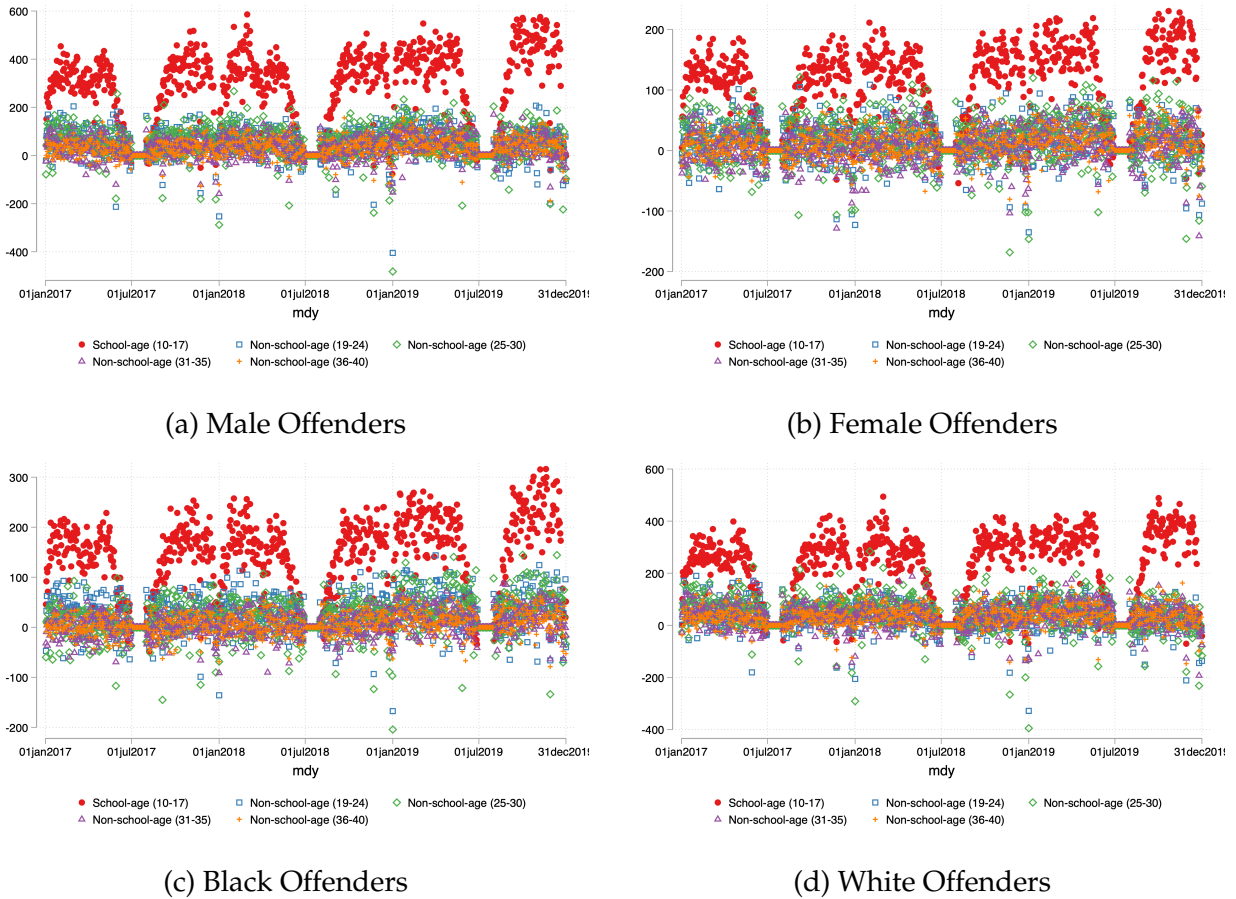 600
400
200
0
-200
-400
01jan2017 01jul2017 01jan2018 01jul2018 01jan2019 01jul2019 31dec201
mdy
School-age (10-17) Non-school-age (19-24) Non-school-age (25-30)
Non-school-age (31-35) Non-school-age (36-40)
(a) Male Offenders
200
100
0
-100
-200
01jan2017 01jul2017 01jan2018 01jul2018 01jan2019 01jul2019 31dec201
mdy
School-age (10-17) Non-school-age (19-24) Non-school-age (25-30)
Non-school-age (31-35) Non-school-age (36-40)
(b) Female Offenders
300
200
100
0
-100
-200
01jan2017 01jul2017 01jan2018 01jul2018 01jan2019 01jul2019 31dec201
mdy
School-age (10-17) Non-school-age (19-24) Non-school-age (25-30)
Non-school-age (31-35) Non-school-age (36-40)
(c) Black Offenders
600
400
200
0
-200
-400
01jan2017 01jul2017 01jan2018 01jul2018 01jan2019 01jul2019 31dec201
mdy
School-age (10-17) Non-school-age (19-24) Non-school-age (25-30)
Non-school-age (31-35) Non-school-age (36-40)
(d) White Offenders